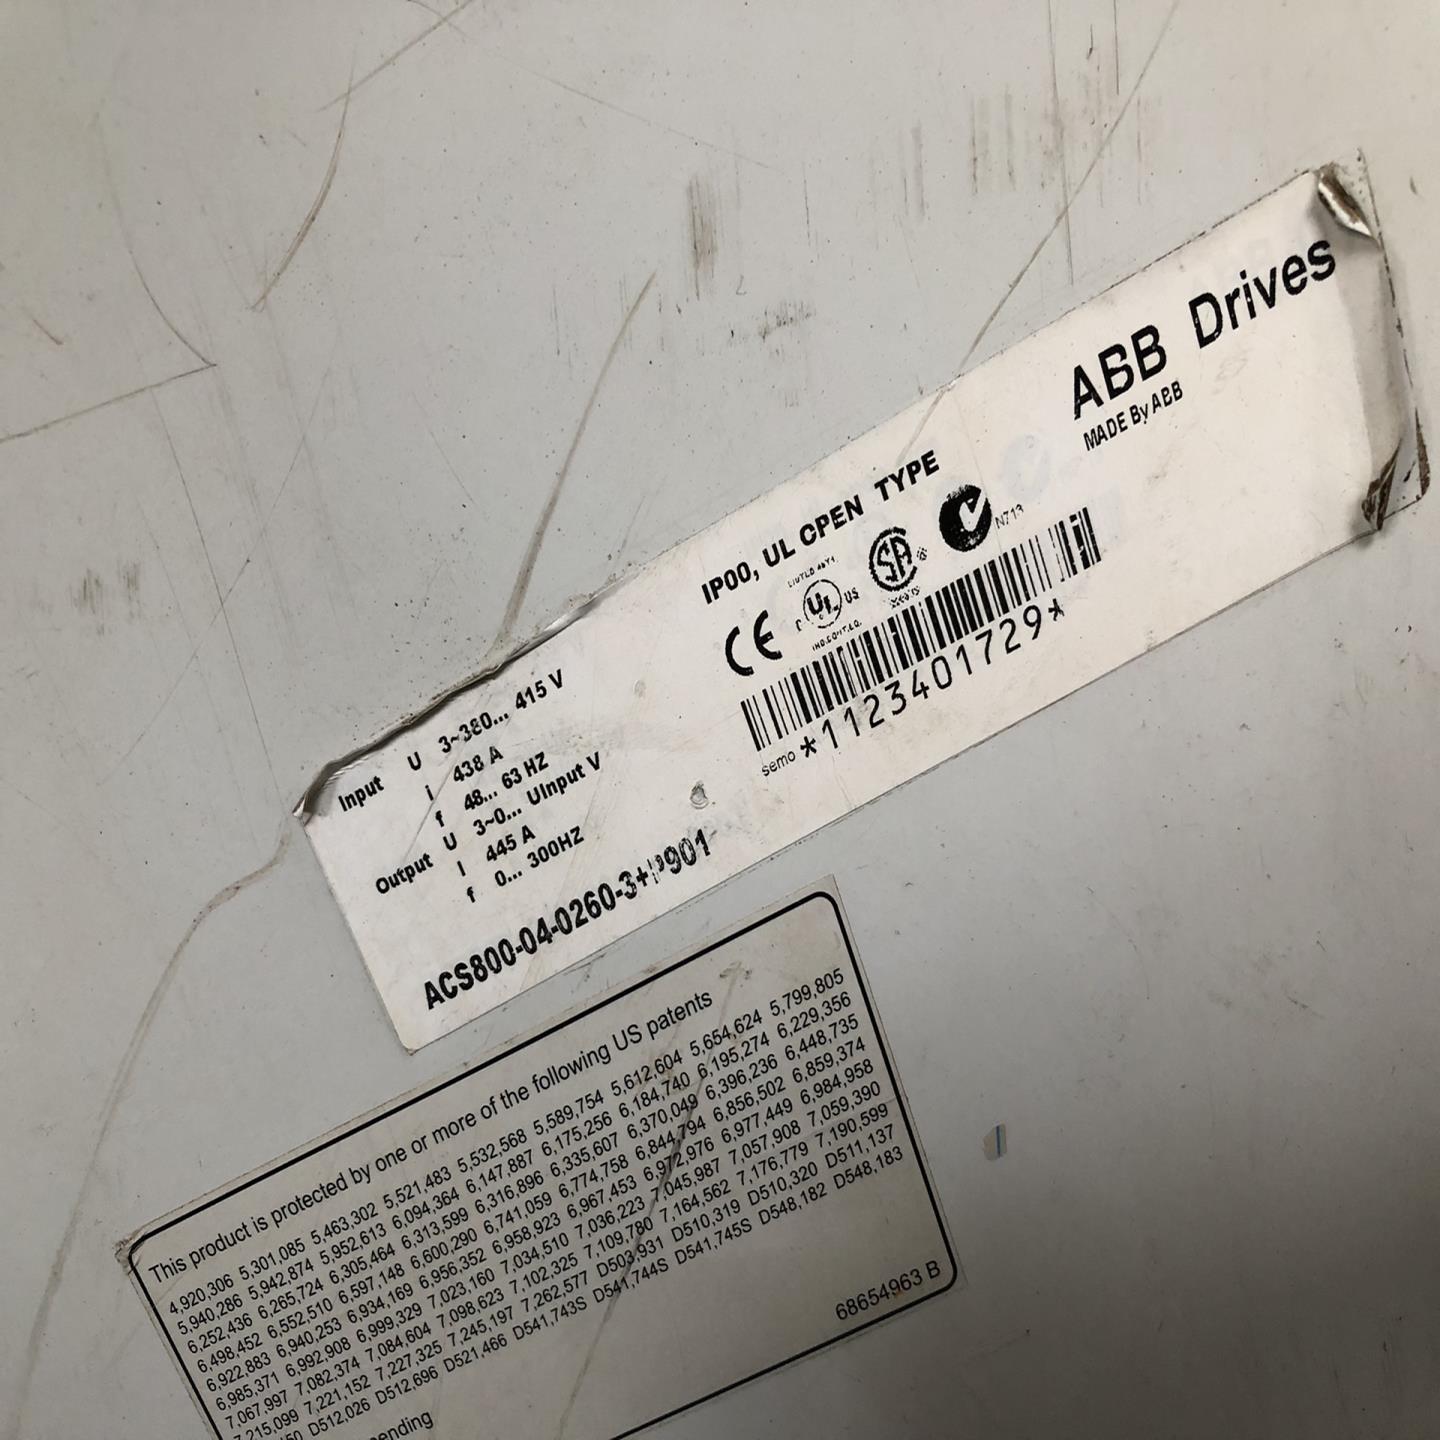 ABB Drives
MADE By ABB
IP00, UL OPEN TYPE
CE
UL US
SA
N713
semo *1123401729*
Input U 3~380... 415 V
i 438 A
f 48... 63 HZ
Output U 3~0... UInput V
I 445 A
f 0... 300HZ
ACS800-04-0260-3+P901
This product is protected by one or more of the following US patents
4,920,306 5,301,085 5,463,302 5,521,483 5,532,568 5,589,754 5,612,604 5,654,624 5,799,805
5,940,286 5,942,874 5,952,613 6,094,364 6,147,887 6,175,256 6,184,740 6,195,274 6,229,356
6,252,436 6,265,724 6,305,464 6,313,599 6,316,896 6,335,607 6,370,049 6,396,236 6,448,735
6,498,452 6,552,510 6,597,148 6,600,290 6,741,059 6,774,758 6,844,794 6,856,502 6,859,374
6,922,883 6,940,253 6,934,169 6,956,352 6,958,923 6,967,453 6,972,976 6,977,449 6,984,958
6,985,371 6,992,908 6,999,329 7,023,160 7,034,510 7,036,223 7,045,987 7,057,908 7,059,390
7,067,997 7,082,374 7,084,604 7,098,623 7,102,325 7,109,780 7,164,562 7,176,779 7,190,599
7,215,099 7,221,152 7,227,325 7,245,197 7,262,577 D503,931 D510,319 D510,320 D511,137
D512,026 D512,696 D521,466 D541,743S D541,744S D541,745S D548,182 D548,183
68654963 B